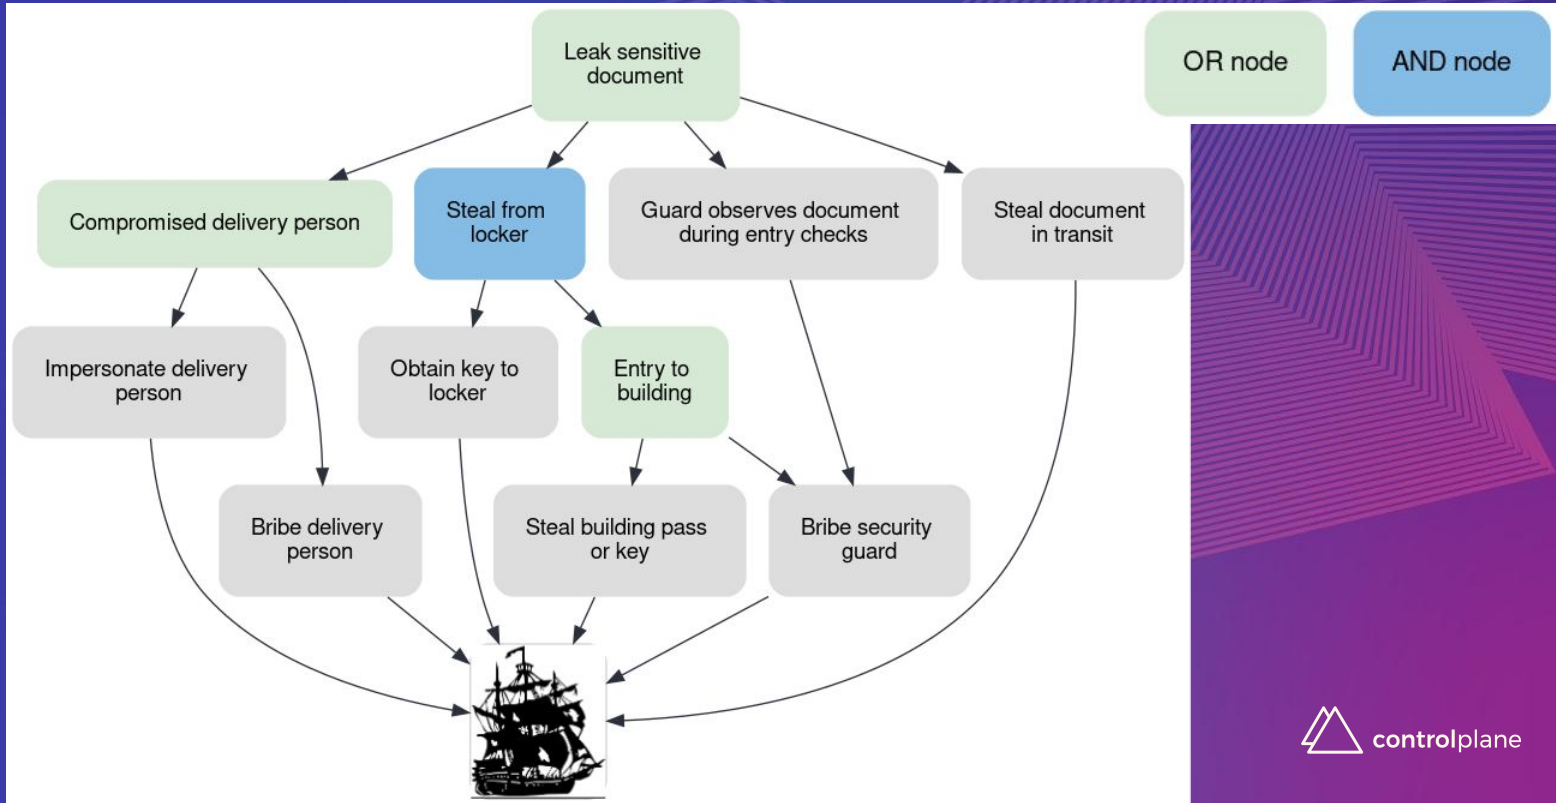 Leak sensitive
document
OR node
AND node
Compromised delivery person
Steal from
locker
Guard observes document
during entry checks
Steal document
in transit
Impersonate delivery
person
Obtain key to
locker
Entry to
building
Bribe delivery
person
Steal building pass
or key
Bribe security
guard
controlplane